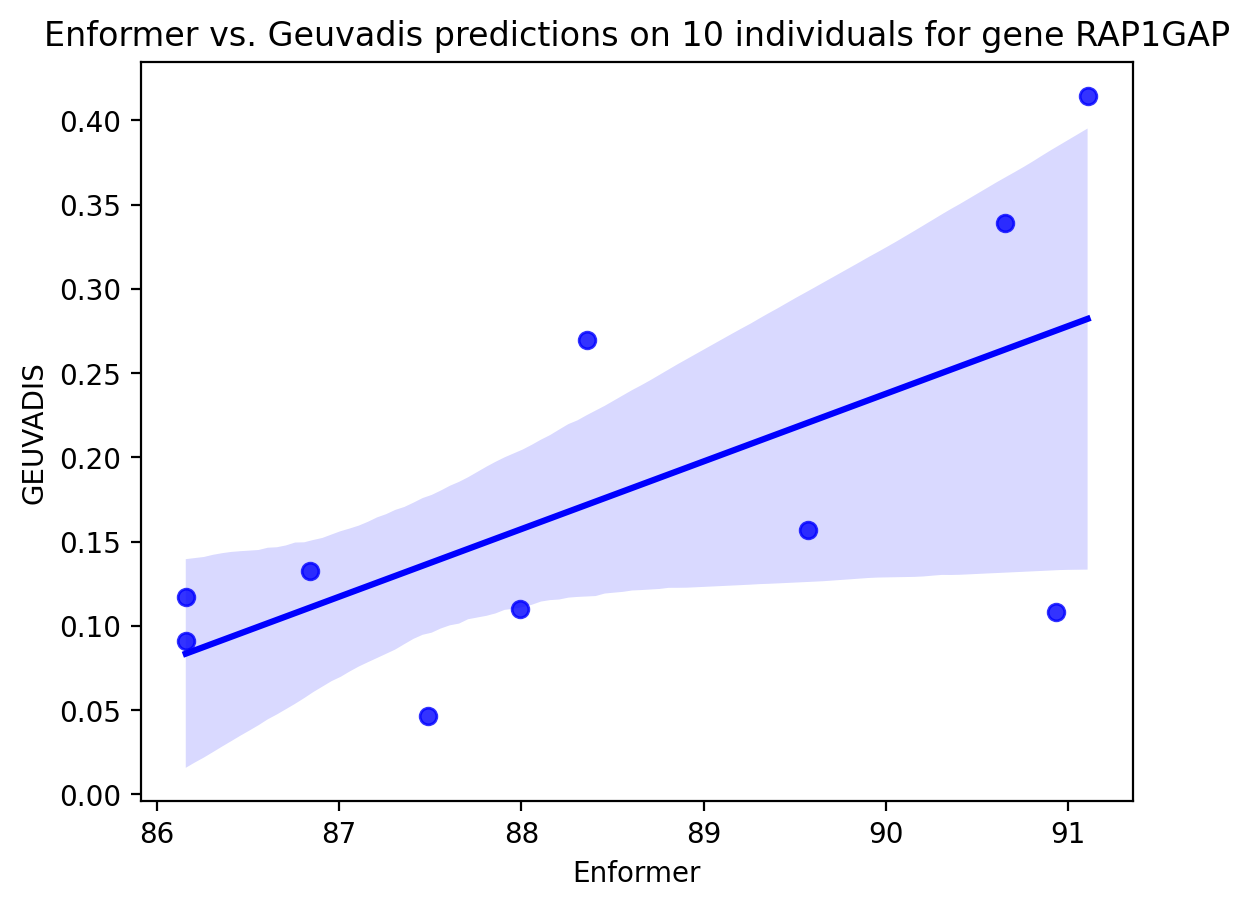 Enformer vs. Geuvadis predictions on 10 individuals for gene RAP1GAP
0.40
0.35
0.30
0.25
0.20
0.15
0.10
0.05
0.00
GEUVADIS
86 87 88 89 90 91
Enformer